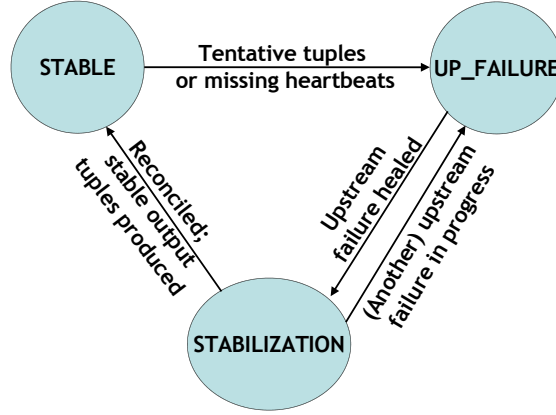 STABLE
Tentative tuples
or missing heartbeats
UP_FAILURE
Reconciled;
stable output
tuples produced
Upstream
failure healed
(Another) upstream
failure in progress
STABILIZATION